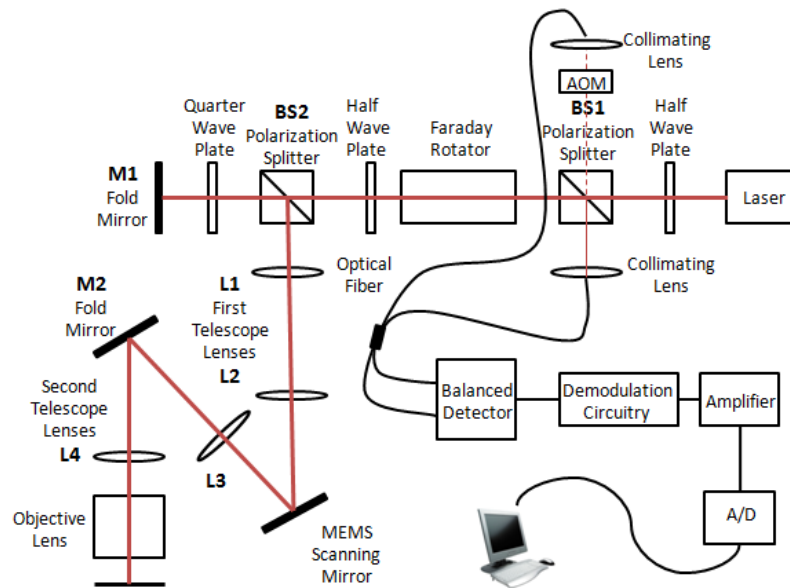 Collimating
Lens
AOM
Quarter
Wave
Plate
BS2
Polarization
Splitter
Half
Wave
Plate
Faraday
Rotator
BS1
Polarization
Splitter
Half
Wave
Plate
M1
Fold
Mirror
Laser
L1
First
Telescope
Lenses
L2
Optical
Fiber
Collimating
Lens
M2
Fold
Mirror
Second
Telescope
Lenses
L4
L3
Balanced
Detector
Demodulation
Circuitry
Amplifier
Objective
Lens
MEMS
Scanning
Mirror
A/D